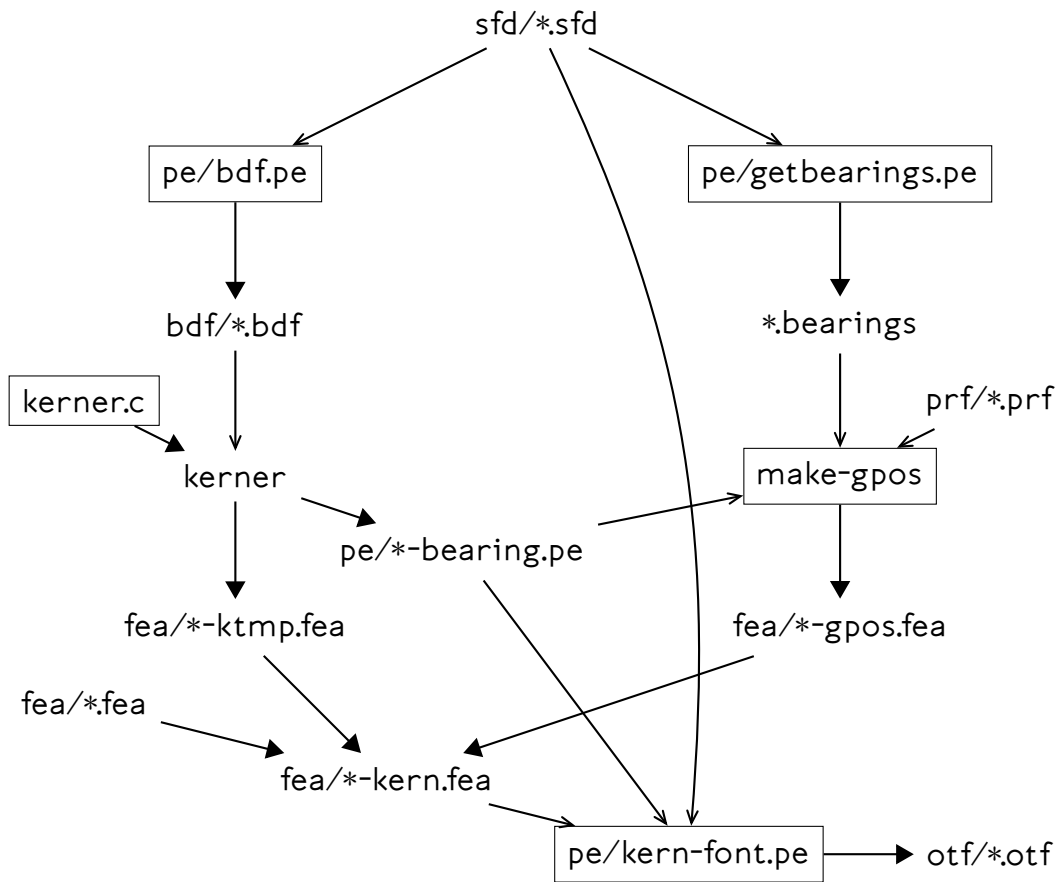 sfd/*.sfd
pe/bdf.pe
pe/getbearings.pe
bdf/*.bdf
*.bearings
kerner.c
prf/*.prf
kerner
make-gpos
pe/*-bearing.pe
fea/*-ktmp.fea
fea/*-gpos.fea
fea/*.fea
fea/*-kern.fea
pe/kern-font.pe
otf/*.otf